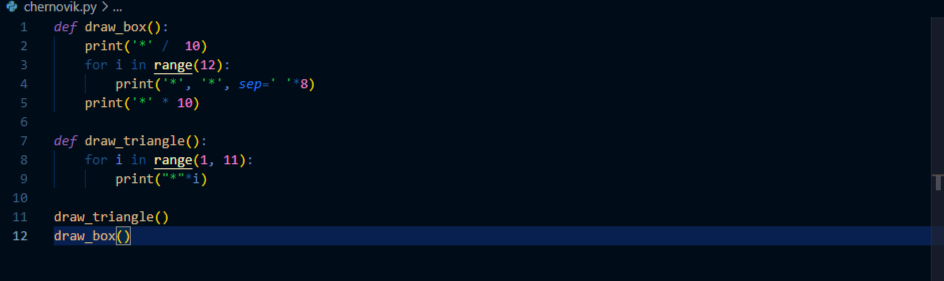 chernovik.py > ...
1 def draw_box():
2 print('*' /  10)
3 for i in range(12):
4 print('*', '*', sep=' '*8)
5 print('*' * 10)
6
7 def draw_triangle():
8 for i in range(1, 11):
9 print("*"*i)
10
11 draw_triangle()
12 draw_box()